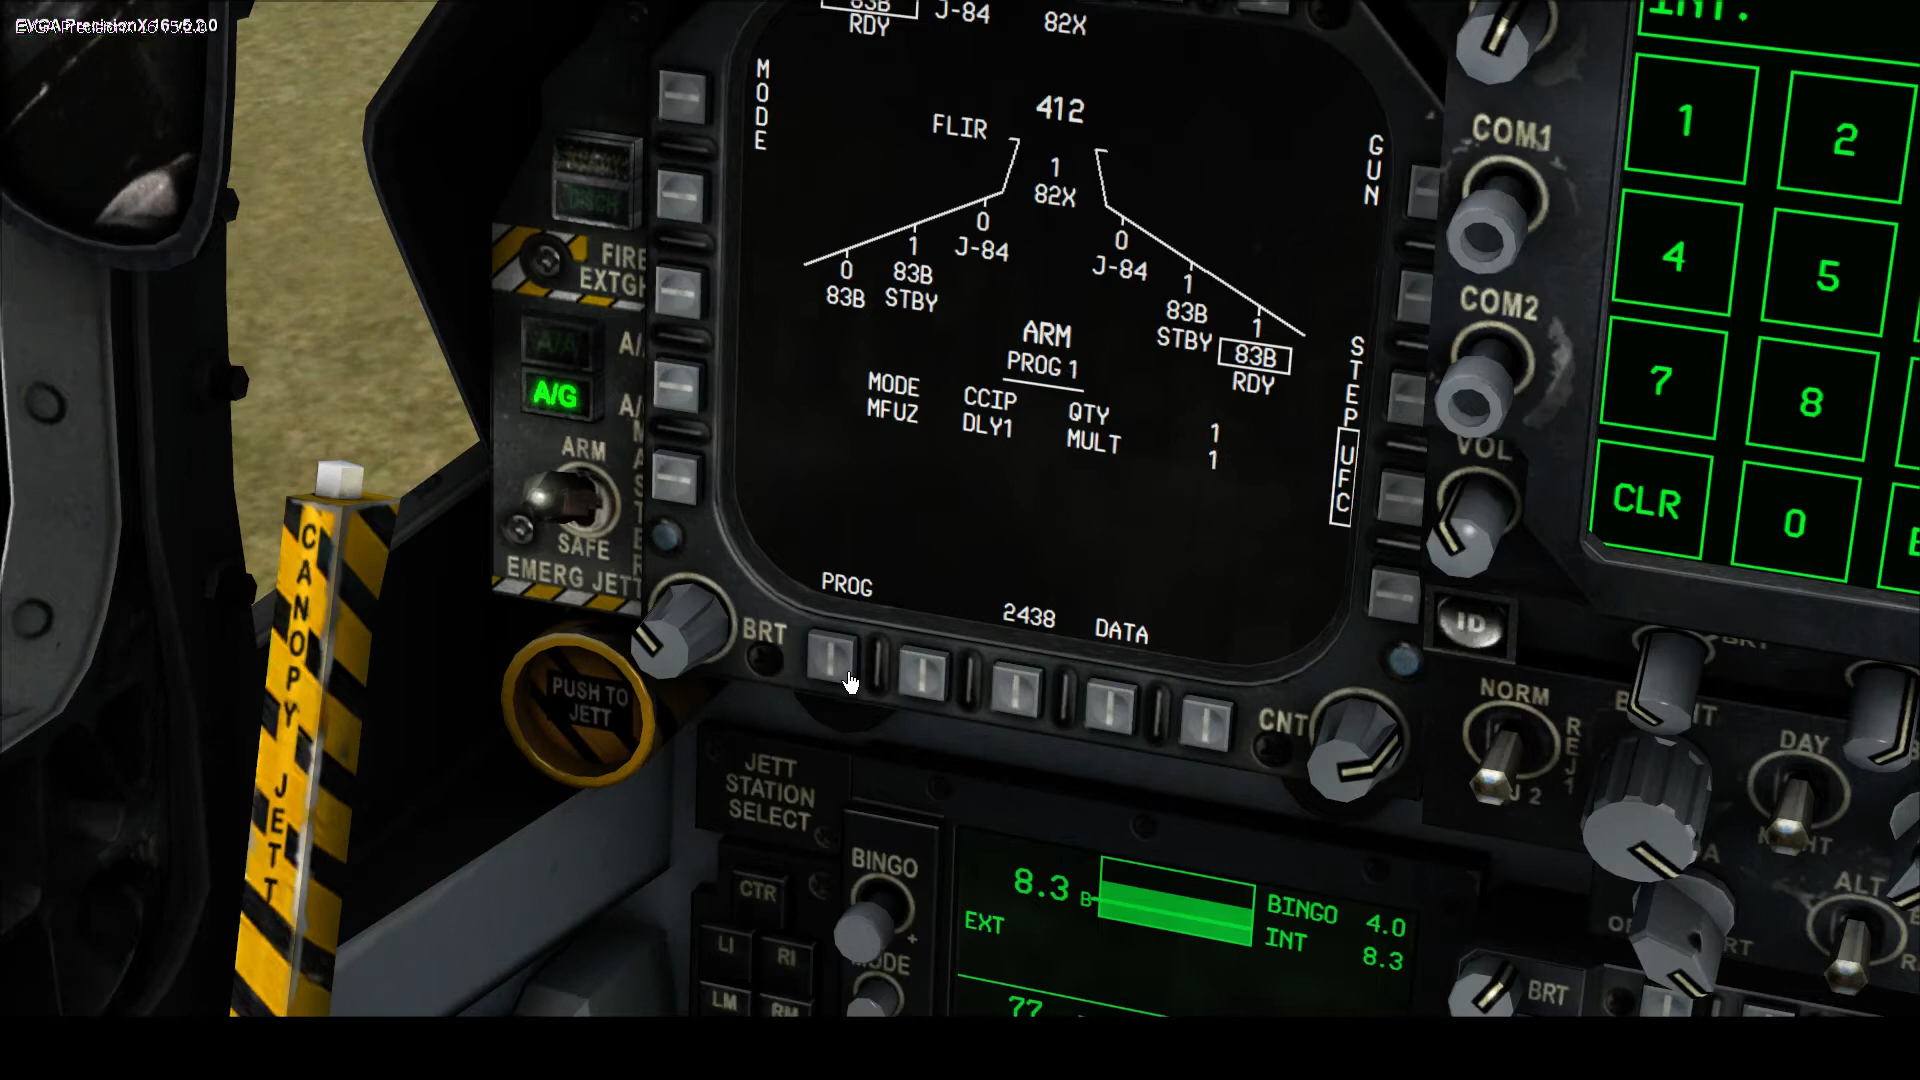 EVGA PrecisionX 16 v5.2.0
83B
RDY
J-84
82X
MODE
FLIR
412
GUN
1
82X
0
J-84
1
83B
STBY
0
83B
0
J-84
1
83B
STBY
1
83B
RDY
ARM
PROG 1
MODE CCIP QTY 1
MFUZ DLY1 MULT 1
STEP
UFC
PROG
2438
DATA
FIRE
EXTGH
A/A
A/G
ARM
SAFE
EMERG JETT
CANOPY JETT
PUSH TO
JETT
BRT
CNT
INT.
COM1
COM2
VOL
1
2
4
5
7
8
CLR
0
ID
NORM
DAY
ALT
BRT
JETT
STATION
SELECT
CTR
LI
RI
LM
RM
BINGO
+
8.3
B
BINGO 4.0
EXT
INT 8.3
77